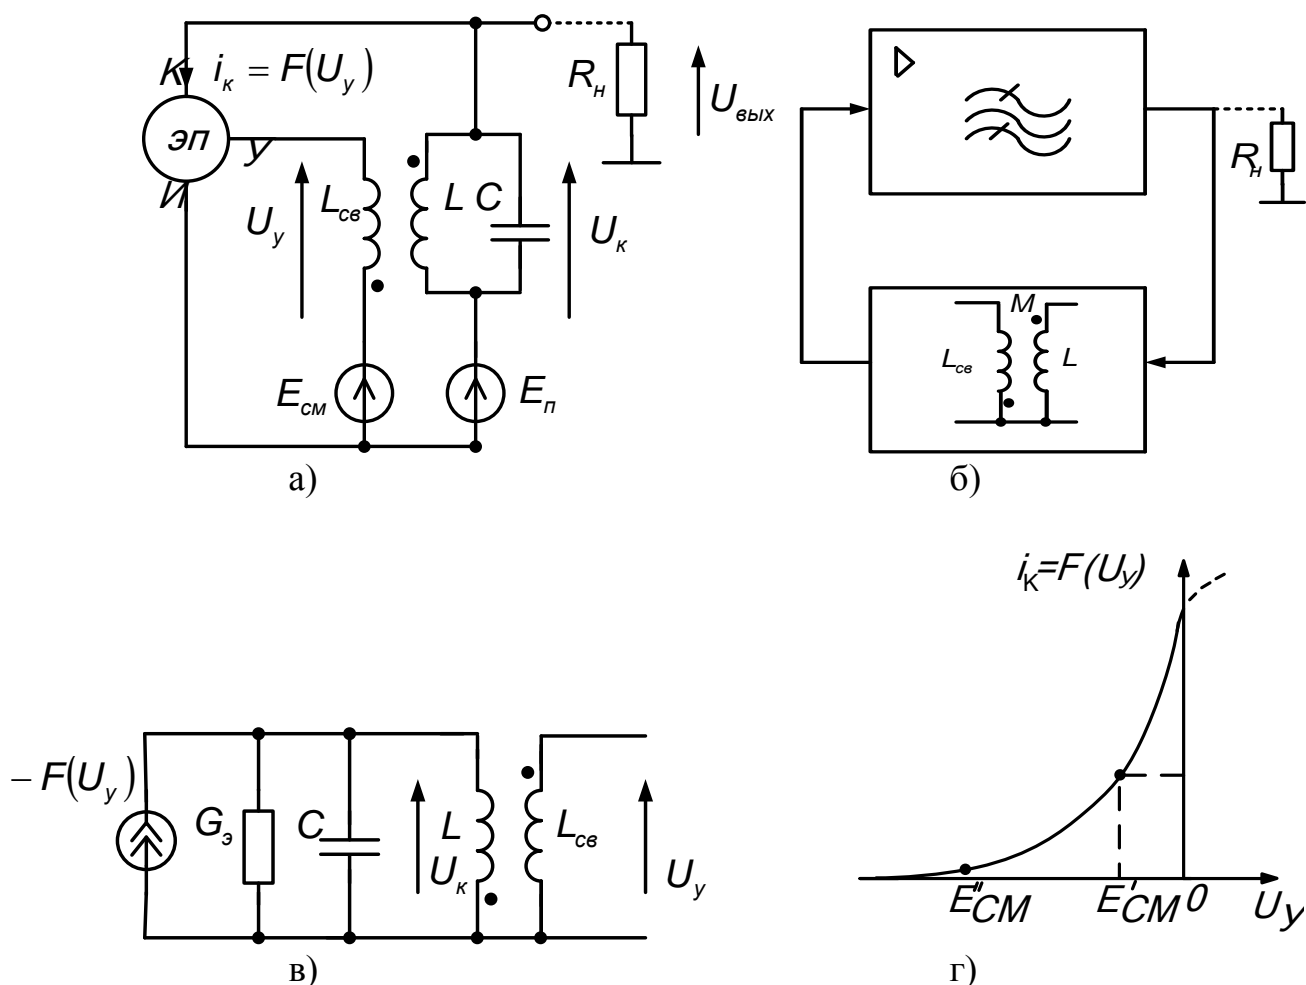 К
i_к = F(U_у)
ЭП
У
И
U_у
L_св
L
C
U_к
R_н
U_вых
E_см
E_п
а)
R_н
M
L_св
L
б)
– F(U_у)
G_э
C
L
U_к
L_св
U_у
в)
i_К=F(U_у)
E''_СМ
E'_СМ
0
U_у
г)